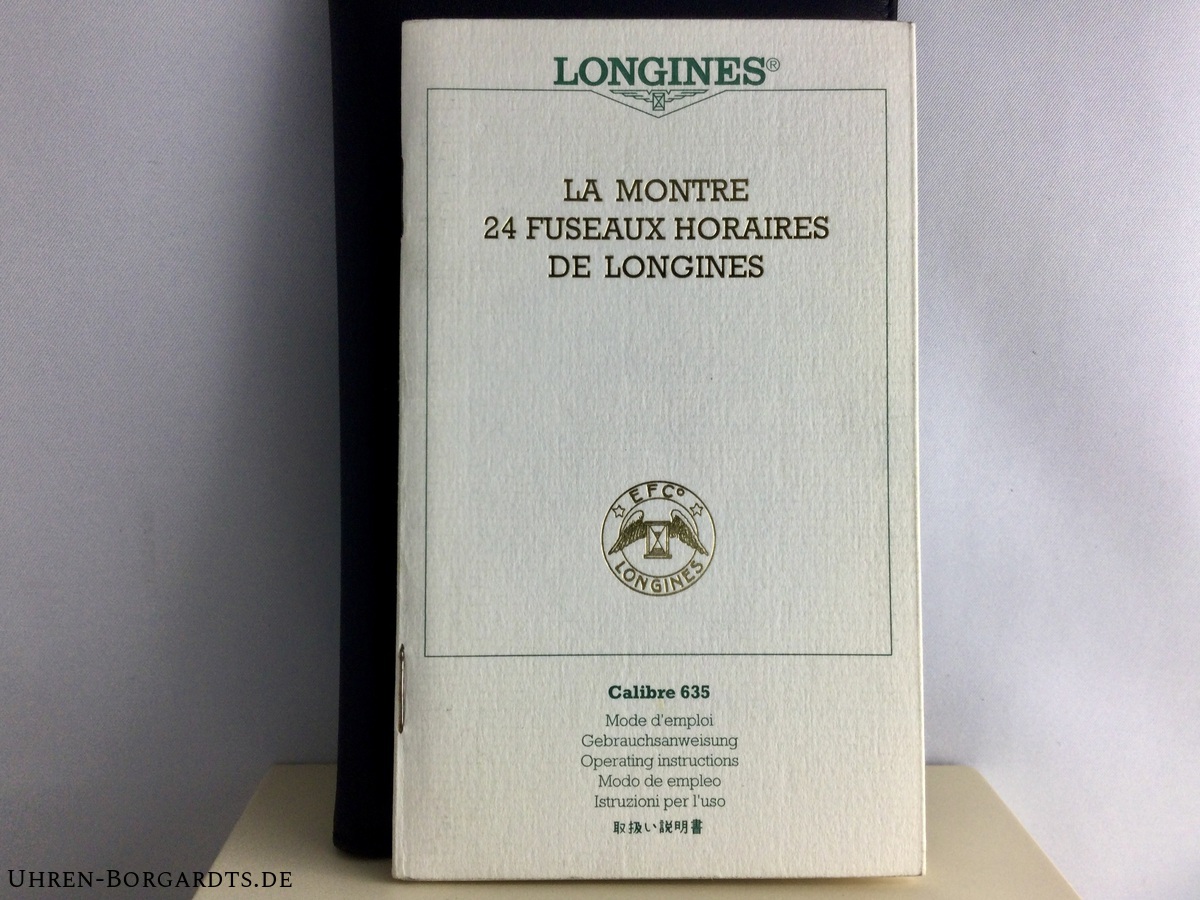 LONGINES®
LA MONTRE
24 FUSEAUX HORAIRES
DE LONGINES
EFCº
LONGINES
Calibre 635
Mode d'emploi
Gebrauchsanweisung
Operating instructions
Modo de empleo
Istruzioni per l'uso
取扱い説明書
UHREN-BORGARDTS.DE